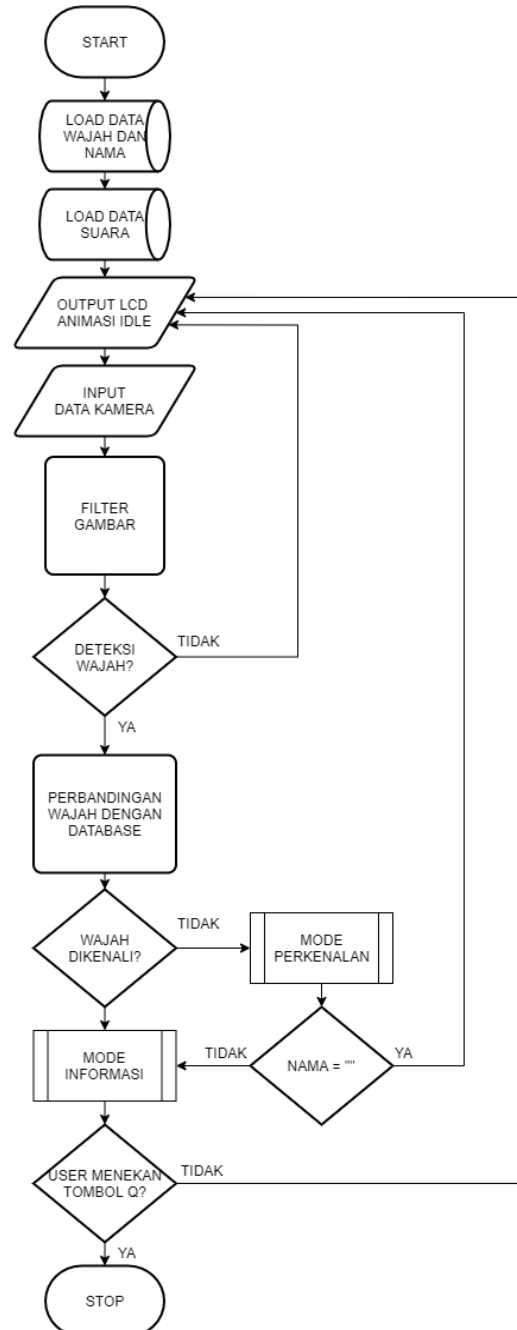 START
LOAD DATA
WAJAH DAN
NAMA
LOAD DATA
SUARA
OUTPUT LCD
ANIMASI IDLE
INPUT
DATA KAMERA
FILTER
GAMBAR
DETEKSI
WAJAH?
TIDAK
YA
PERBANDINGAN
WAJAH DENGAN
DATABASE
WAJAH
DIKENALI?
TIDAK
MODE
PERKENALAN
MODE
INFORMASI
TIDAK
NAMA = ""
YA
USER MENEKAN
TOMBOL Q?
TIDAK
YA
STOP